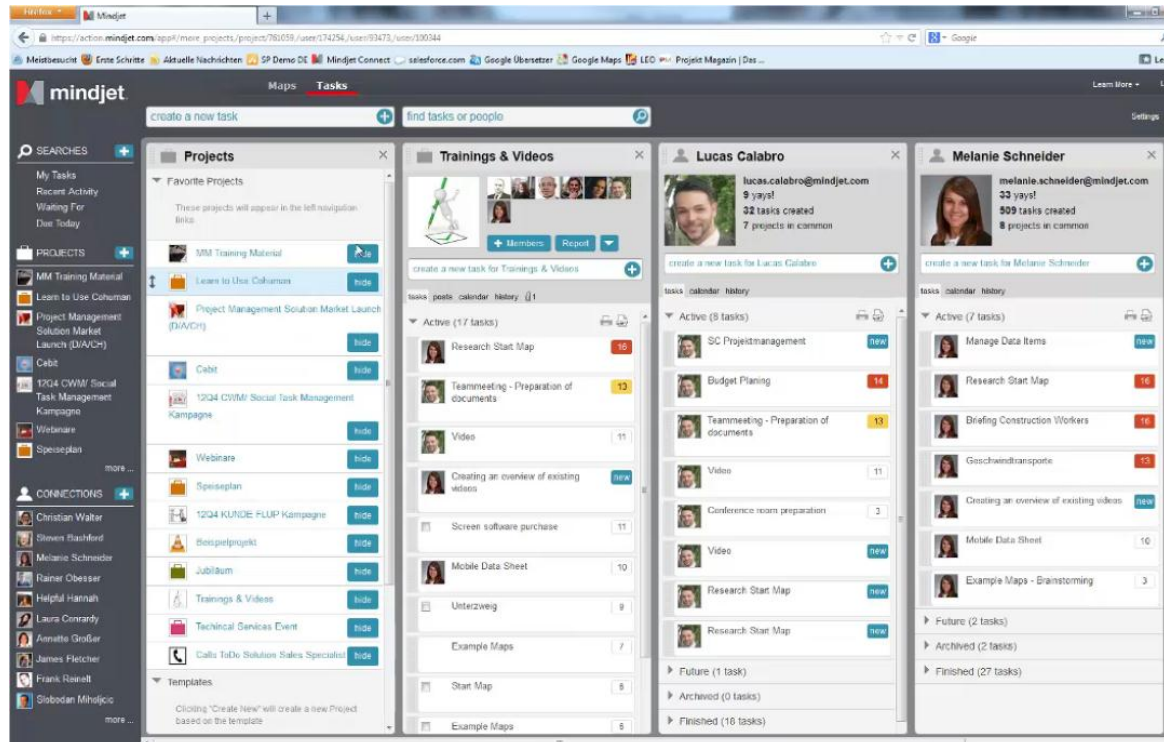 Firefox
Mindjet
https://action.mindjet.com/app#/more_projects,/project/761059,/user/174254,/user/93473,/user/100344
Google
Meistbesucht
Erste Schritte
Aktuelle Nachrichten
SP Demo DE
Mindjet Connect
salesforce.com
Google Übersetzer
Google Maps
LEO
Projekt Magazin | Das ...
mindjet
Maps
Tasks
Learn More
create a new task
find tasks or people
Settings
SEARCHES
My Tasks
Recent Activity
Waiting For
Due Today
PROJECTS
MM Training Material
Learn to Use Cohuman
Project Management
Solution Market
Launch (D/A/CH)
Cebit
12Q4 CWM/ Social
Task Management
Kampagne
Webinare
Speiseplan
more ...
CONNECTIONS
Christian Walter
Steven Bashford
Melanie Schneider
Rainer Obesser
Helpful Hannah
Laura Conrardy
Annette Großer
James Fletcher
Frank Reinelt
Slobodan Miholjcic
more ...
Projects
Favorite Projects
These projects will appear in the left navigation
links.
MM Training Material
hide
Learn to Use Cohuman
hide
Project Management Solution Market Launch
(D/A/CH)
hide
Cebit
hide
12Q4 CWM/ Social Task Management
Kampagne
hide
Webinare
hide
Speiseplan
hide
12Q4 KUNDE FLUP Kampagne
hide
Beispielprojekt
hide
Jubiläum
hide
Trainings & Videos
hide
Techincal Services Event
hide
Calls ToDo Solution Sales Specialist
hide
Templates
Clicking "Create New" will create a new Project
based on the template
Trainings & Videos
+ Members
Report
create a new task for Trainings & Videos
tasks posts calendar history 1
Active (17 tasks)
Research Start Map
16
Teammeeting - Preparation of
documents
13
Video
11
Creating an overview of existing
videos
new
Screen software purchase
11
Mobile Data Sheet
10
Unterzweig
9
Example Maps
7
Start Map
6
Example Maps
6
Lucas Calabro
lucas.calabro@mindjet.com
9 yays!
32 tasks created
7 projects in common
create a new task for Lucas Calabro
tasks calendar history
Active (8 tasks)
SC Projektmanagement
new
Budget Planing
14
Teammeeting - Preparation of
documents
13
Video
11
Conference room preparation
3
Video
new
Research Start Map
new
Research Start Map
new
Future (1 task)
Archived (0 tasks)
Finished (16 tasks)
Melanie Schneider
melanie.schneider@mindjet.com
33 yays!
509 tasks created
8 projects in common
create a new task for Melanie Schneider
tasks calendar history
Active (7 tasks)
Manage Data Items
new
Research Start Map
16
Briefing Construction Workers
16
Geschwindtransporte
13
Creating an overview of existing videos
new
Mobile Data Sheet
10
Example Maps - Brainstorming
3
Future (2 tasks)
Archived (2 tasks)
Finished (27 tasks)